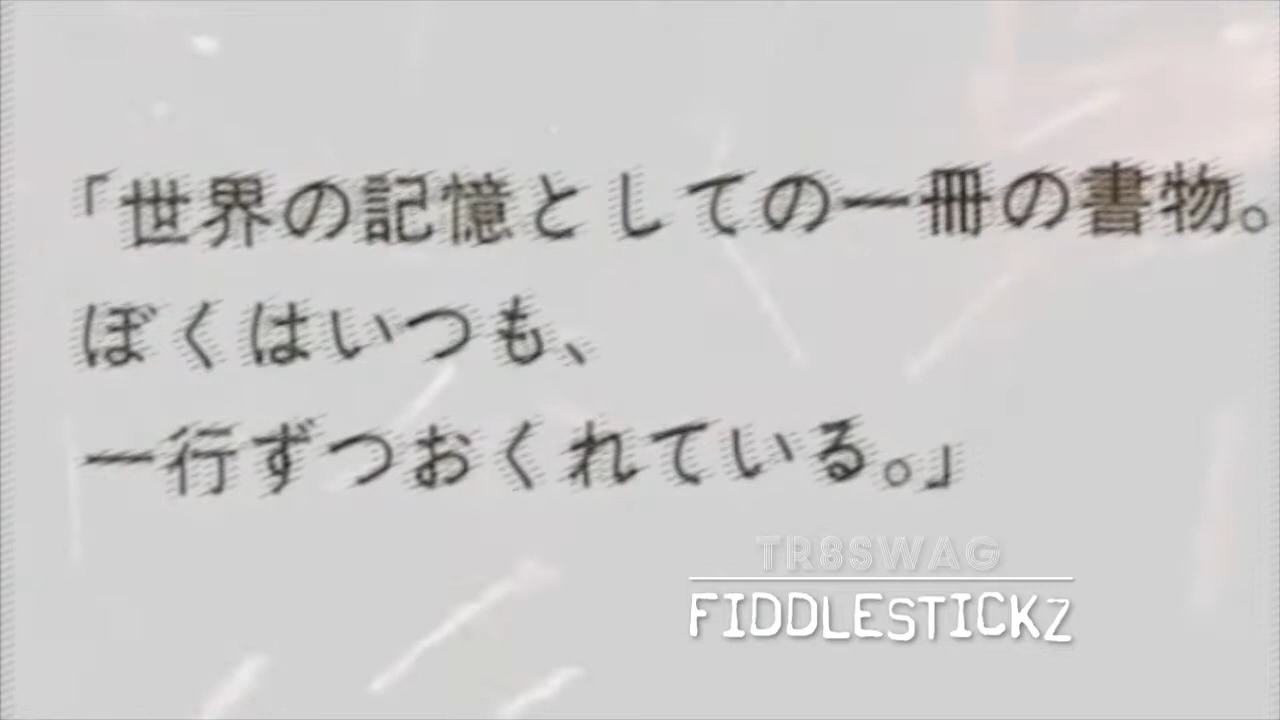 「世界の記憶としての一冊の書物。
ぼくはいつも、
一行ずつおくれている。」
TR8SWAG
FIDDLESTICKZ